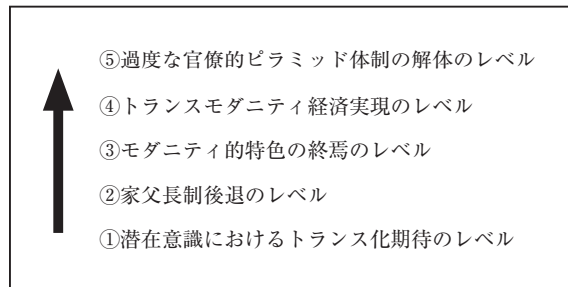 ⑤過度な官僚的ピラミッド体制の解体のレベル
④トランスモダニティ経済実現のレベル
③モダニティ的特色の終焉のレベル
②家父長制後退のレベル
①潜在意識におけるトランス化期待のレベル